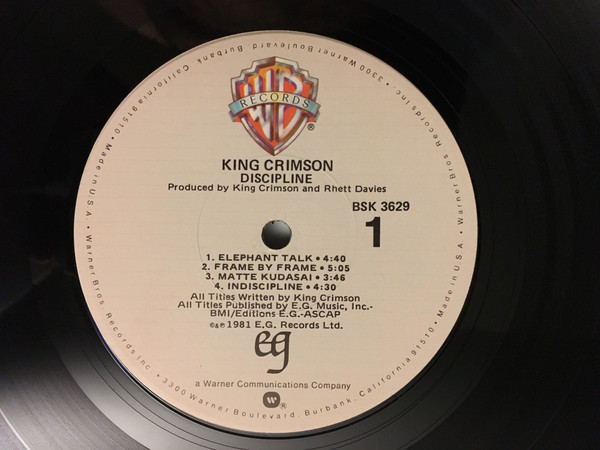 WB
RECORDS
®
KING CRIMSON
DISCIPLINE
Produced by King Crimson and Rhett Davies
BSK 3629
1
1. ELEPHANT TALK • 4:40
2. FRAME BY FRAME • 5:05
3. MATTE KUDASAI • 3:46
4. INDISCIPLINE • 4:30
All Titles Written by King Crimson
All Titles Published by E.G. Music, Inc.-
BMI/Editions E.G.-ASCAP
©&℗ 1981 E.G. Records Ltd.
eg
a Warner Communications Company
W®
Warner Bros. Records Inc. • 3300 Warner Boulevard, Burbank, California 91510 • Made in U.S.A. • Warner Bros. Records Inc. • 3300 Warner Boulevard, Burbank, California 91510 • Made in U.S.A. •